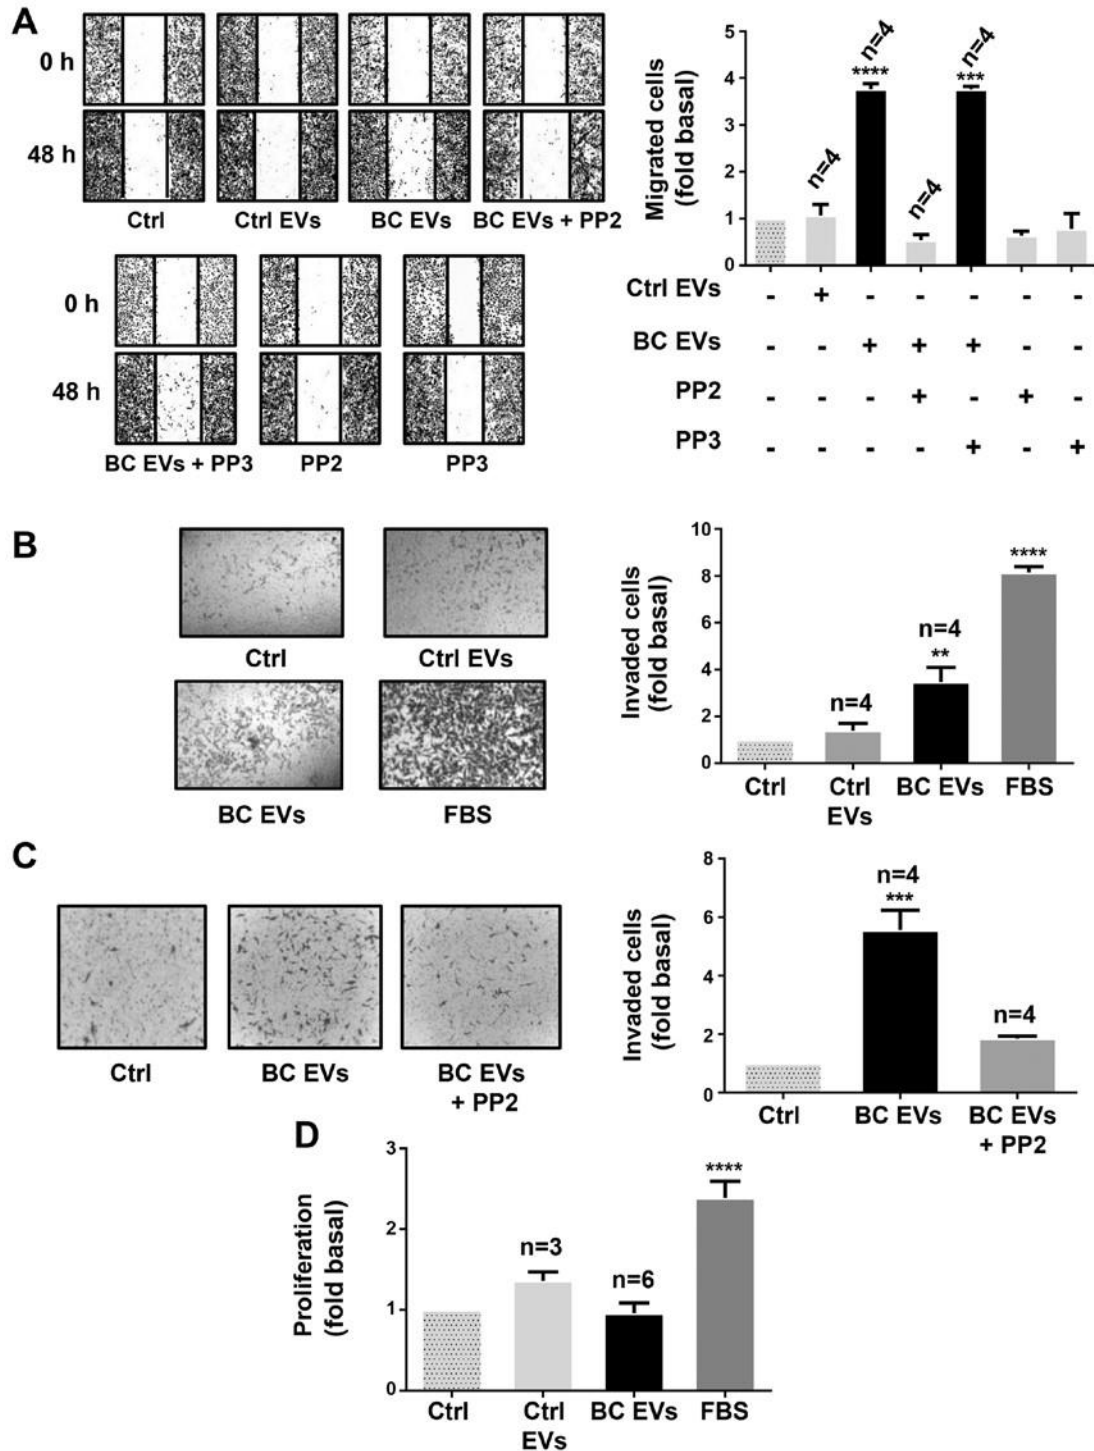 A
0 h
48 h
Ctrl
Ctrl EVs
BC EVs
BC EVs + PP2
0 h
48 h
BC EVs + PP3
PP2
PP3
Migrated cells
(fold basal)
5
4
3
2
1
0
n=4
n=4
****
n=4
n=4
***
Ctrl EVs - + - - - - -
BC EVs - - + + + - -
PP2 - - - + - + -
PP3 - - - - + - +
B
Ctrl
Ctrl EVs
BC EVs
FBS
Invaded cells
(fold basal)
10
8
6
4
2
0
n=4
n=4
**
****
Ctrl
Ctrl
EVs
BC EVs
FBS
C
Ctrl
BC EVs
BC EVs
+ PP2
Invaded cells
(fold basal)
8
6
4
2
0
n=4
***
n=4
Ctrl
BC EVs
BC EVs
+ PP2
D
Proliferation
(fold basal)
3
2
1
0
n=3
n=6
****
Ctrl
Ctrl
EVs
BC EVs
FBS